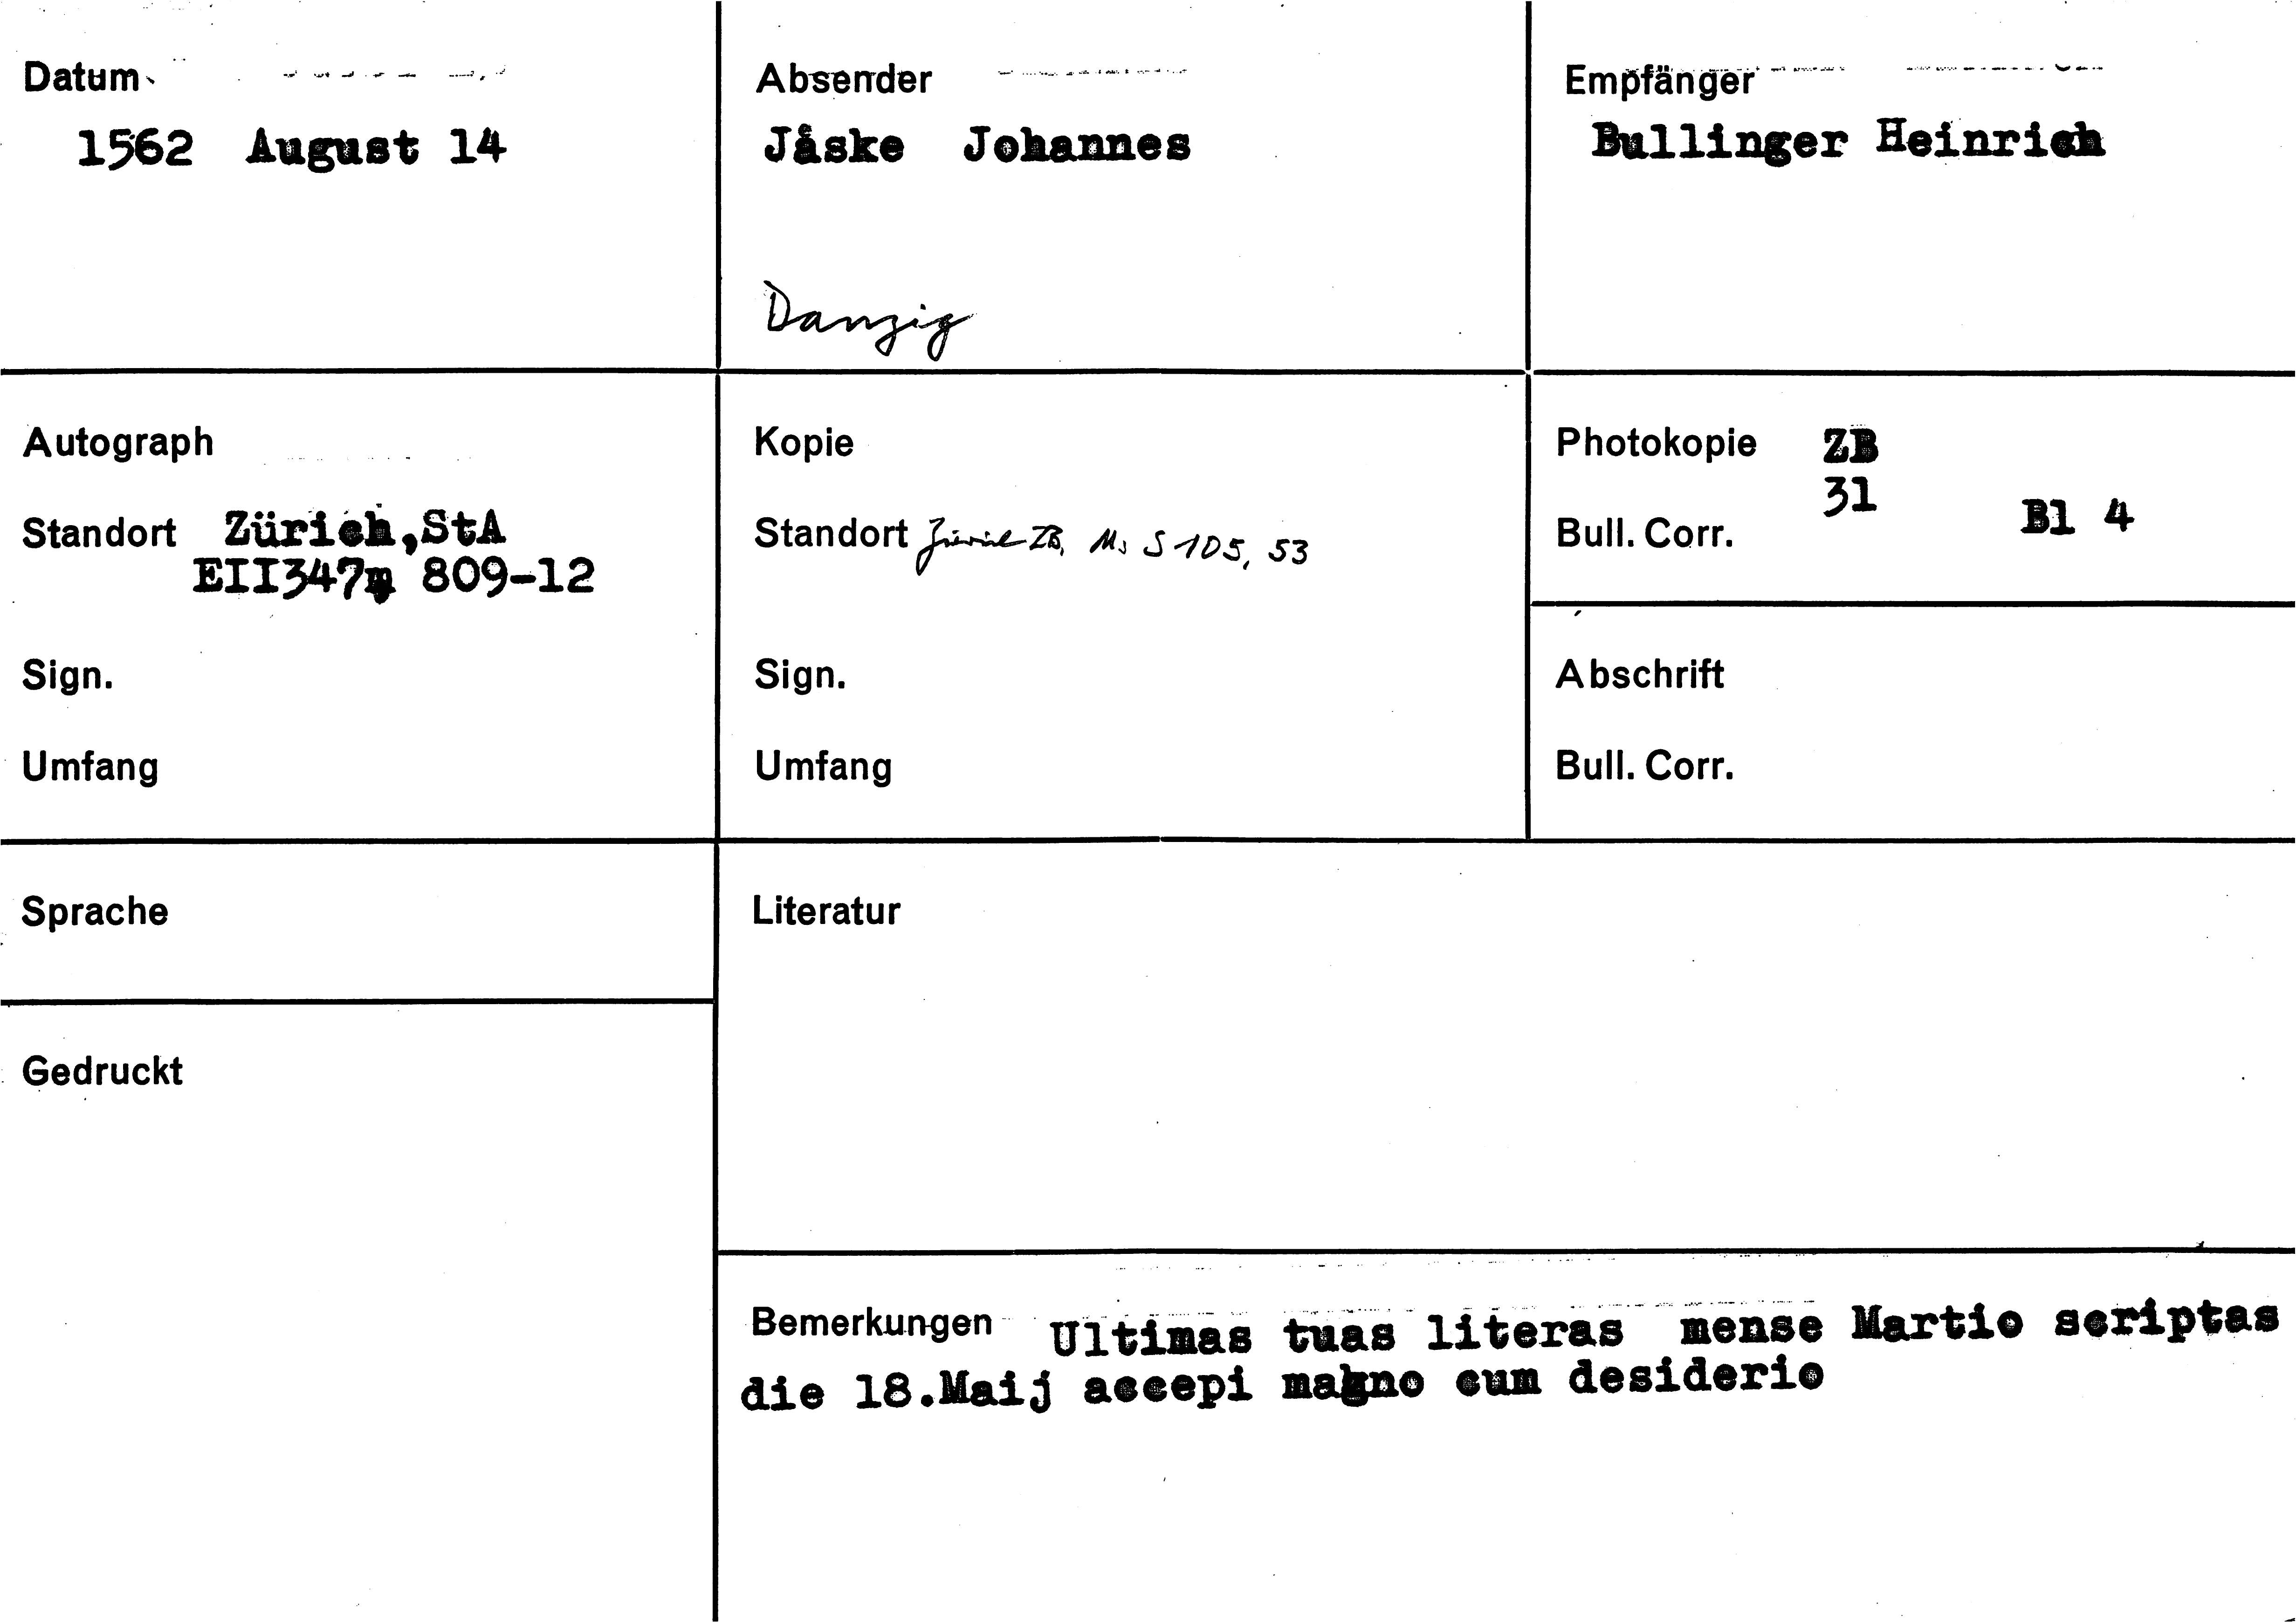 Datum
1562 August 14
Absender
Jåske Johannes
Danzig
Empfänger
Bullinger Heinrich
Autograph
Standort Zürich,StA
EII347 809-12
Sign.
Umfang
Kopie
Standort Zürich ZB, Ms S 105, 53
Sign.
Umfang
Photokopie ZB
31
Bull. Corr. Bl 4
Abschrift
Bull. Corr.
Sprache
Gedruckt
Literatur
Bemerkungen Ultimas tuas literas mense Martio scriptas
die 18.Maij accepi magno cum desiderio